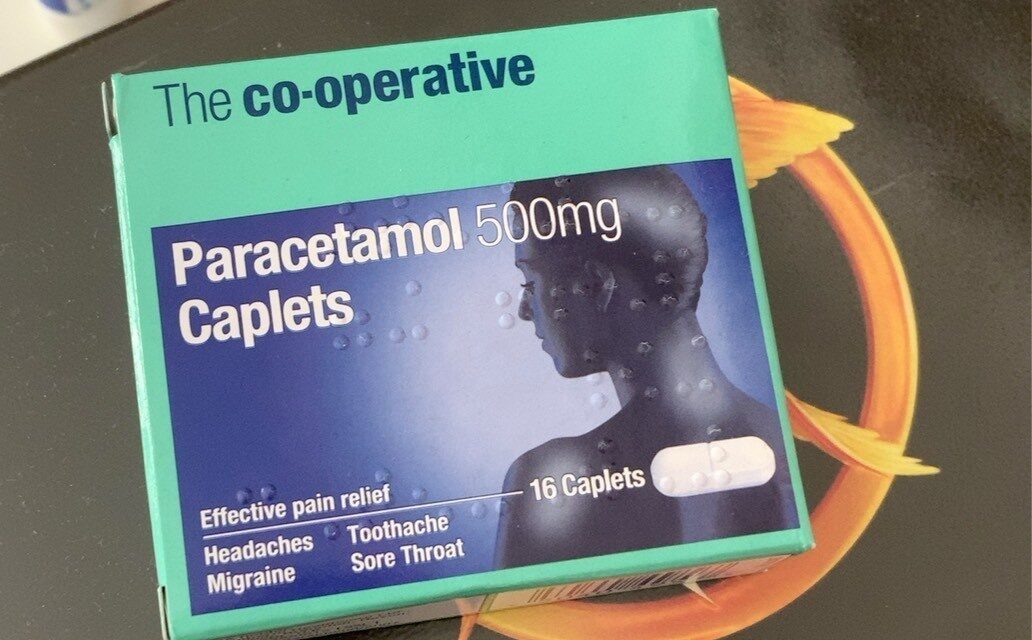 The co-operative
Paracetamol 500mg
Caplets
Effective pain relief
16 Caplets
Headaches
Toothache
Migraine
Sore Throat